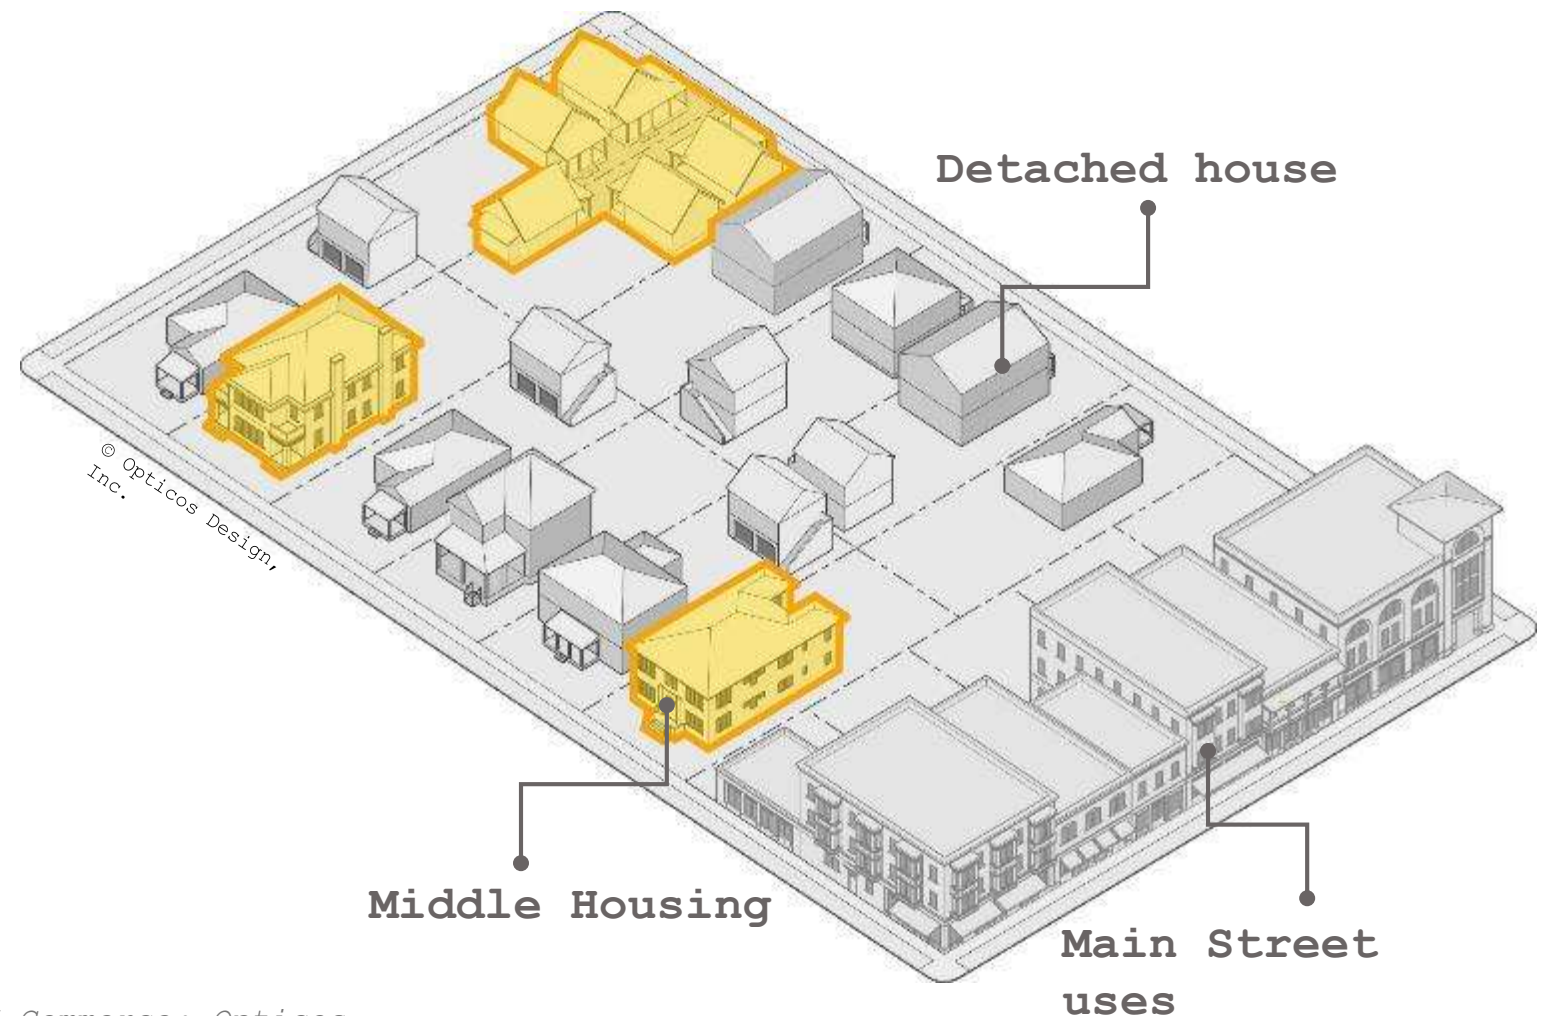 Detached house
© Opticos Design,
Inc.
Middle Housing
Main Street
uses